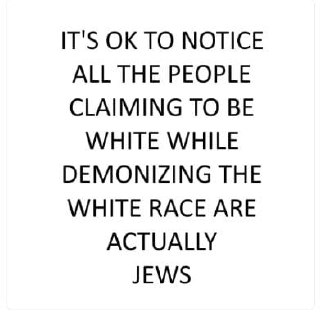 IT'S OK TO NOTICE
ALL THE PEOPLE
CLAIMING TO BE
WHITE WHILE
DEMONIZING THE
WHITE RACE ARE
ACTUALLY
JEWS